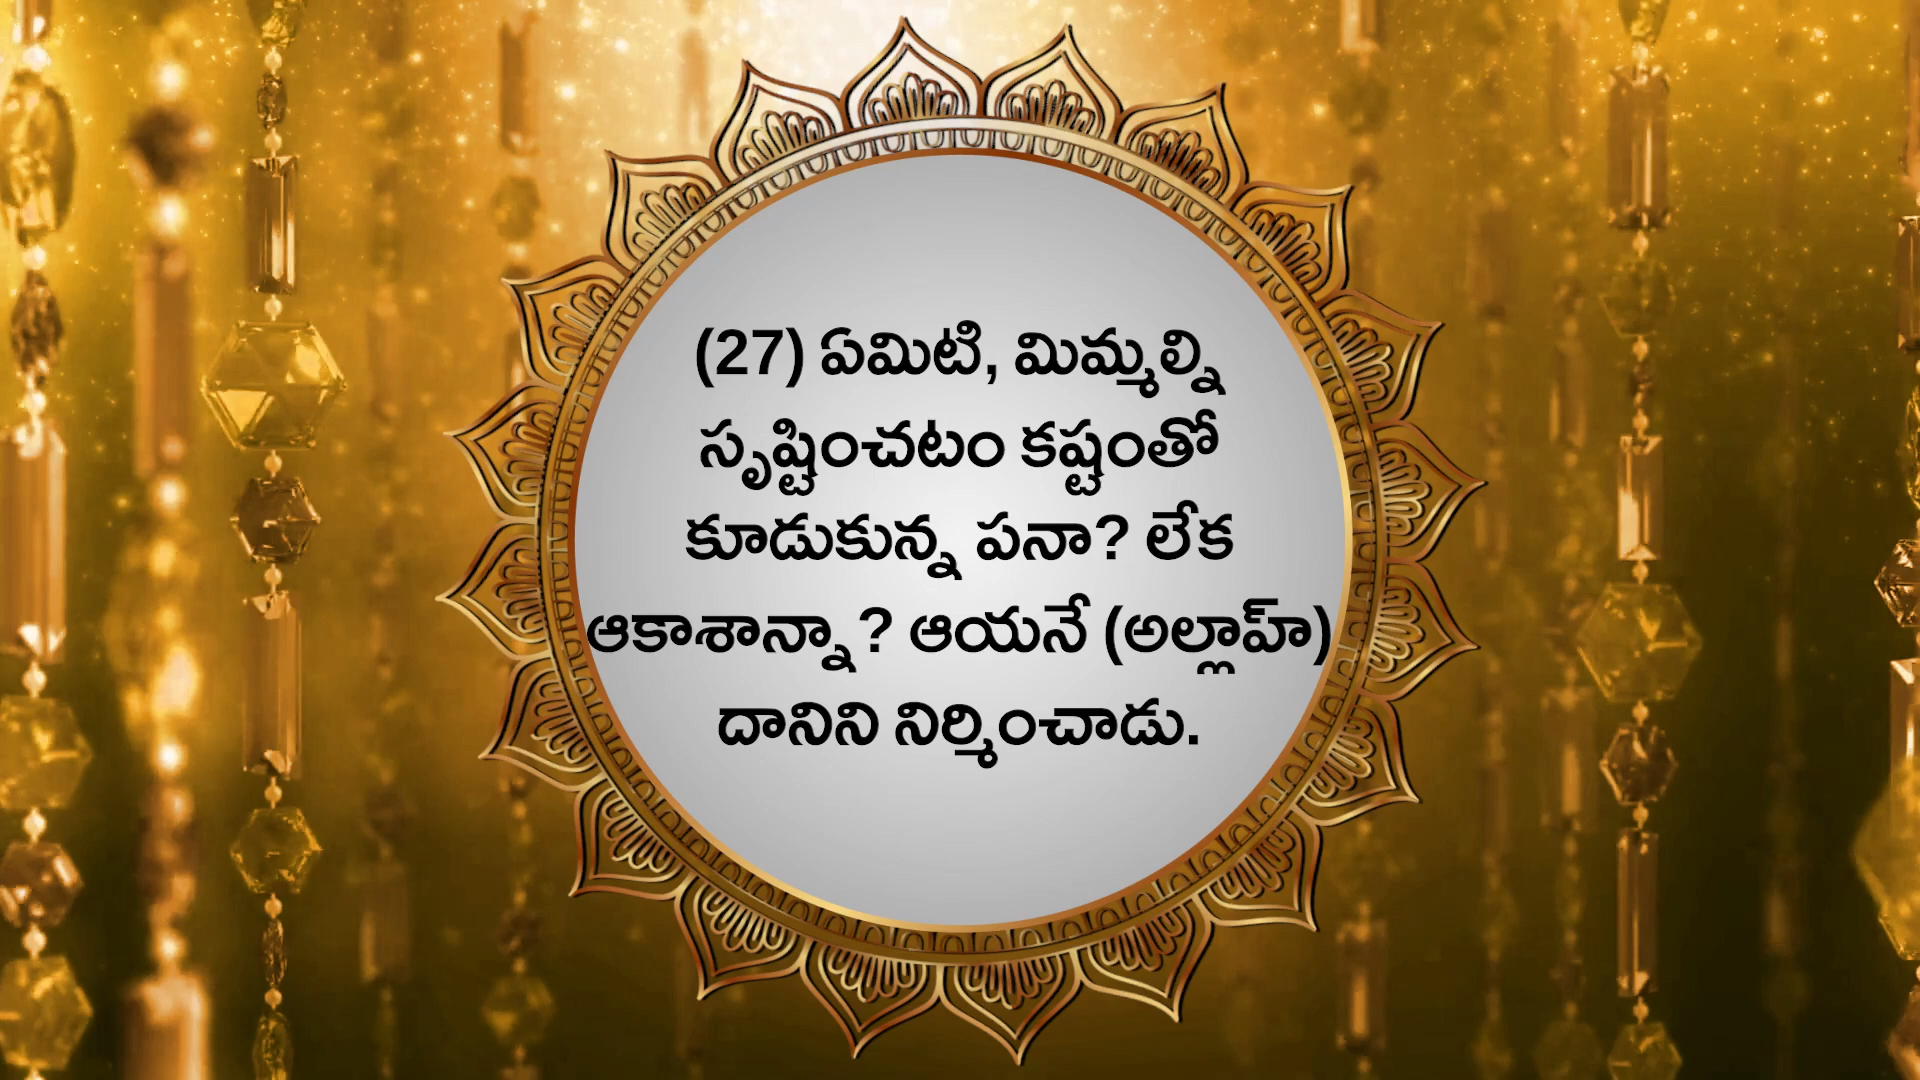 (27) ఏమిటి, మిమ్మల్ని
సృష్టించటం కష్టంతో
కూడుకున్న పనా? లేక
ఆకాశాన్నా? ఆయనే (అల్లాహ్)
దానిని నిర్మించాడు.